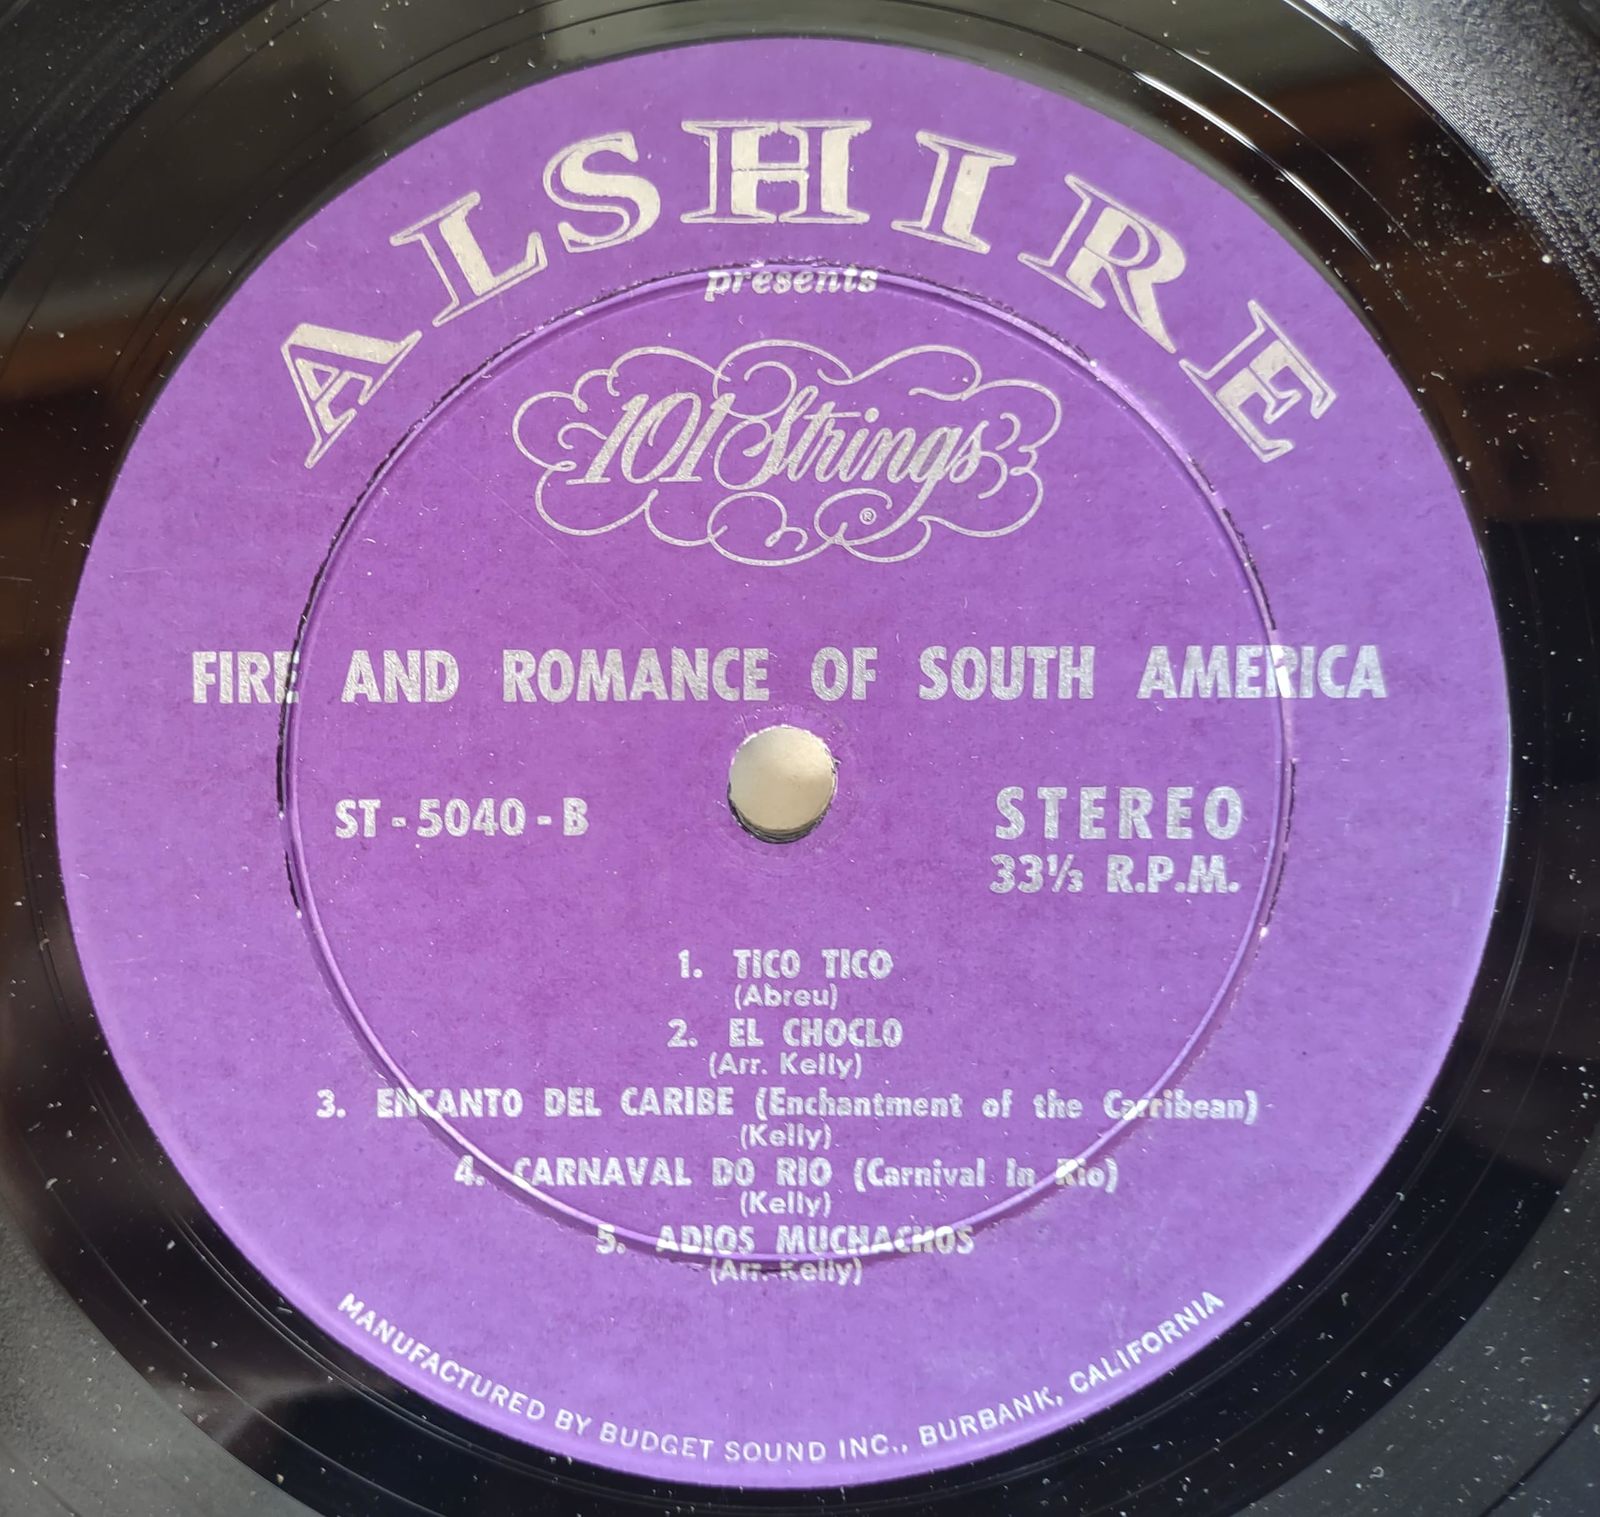 ALSHIRE
presents
101 Strings
®
FIRE AND ROMANCE OF SOUTH AMERICA
ST - 5040 - B
STEREO
33⅓ R.P.M.
1. TICO TICO
(Abreu)
2. EL CHOCLO
(Arr. Kelly)
3. ENCANTO DEL CARIBE (Enchantment of the Carribean)
(Kelly)
4. CARNAVAL DO RIO (Carnival In Rio)
(Kelly)
5. ADIOS MUCHACHOS
(Arr. Kelly)
MANUFACTURED BY BUDGET SOUND INC., BURBANK, CALIFORNIA